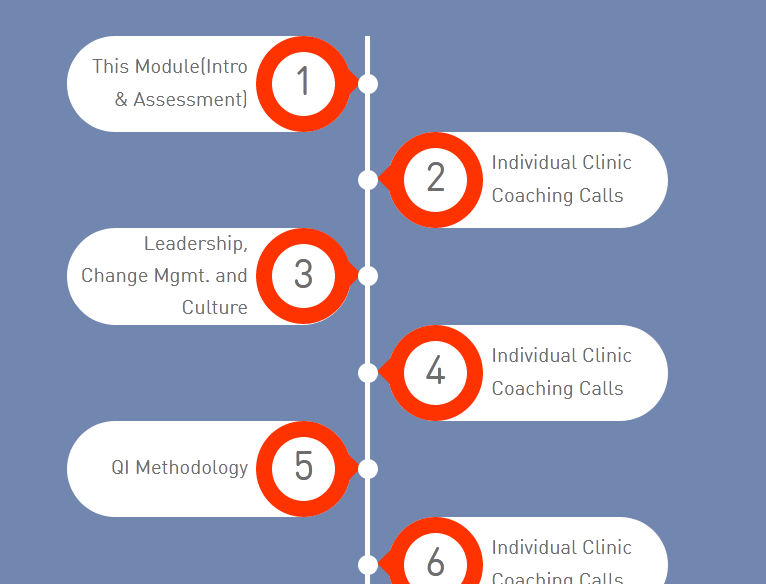 This Module(Intro
& Assessment)
1
2
Individual Clinic
Coaching Calls
Leadership,
Change Mgmt. and
Culture
3
4
Individual Clinic
Coaching Calls
QI Methodology
5
6
Individual Clinic
Coaching Calls